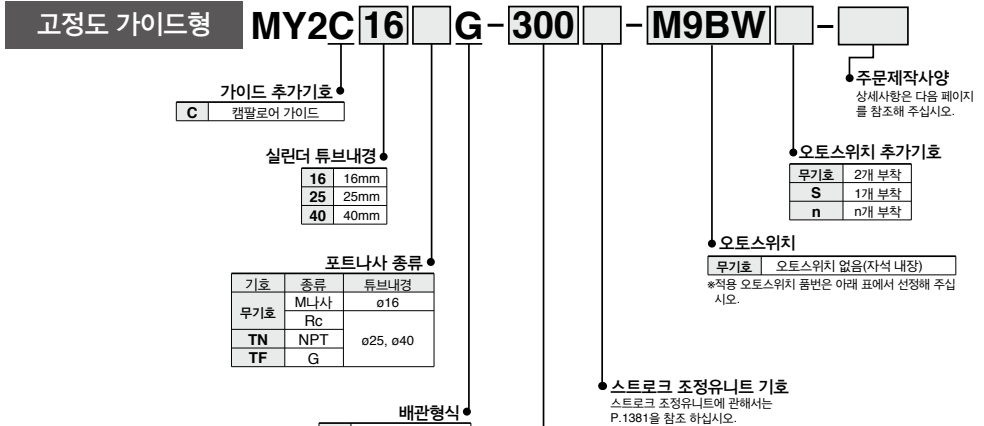 고정도 가이드형 MY2C 16 G-300 - M9BW -
가이드 추가기호
C 캠팔로어 가이드
실린더 튜브내경
16 16mm
25 25mm
40 40mm
포트나사 종류
기호 종류 튜브내경
무기호 M나사 ø16
Rc ø25, ø40
TN NPT
TF G
배관형식
스트로크 조정유니트 기호
스트로크 조정유니트에 관해서는
P.1381을 참조 하십시오.
오토스위치
무기호 오토스위치 없음(자석 내장)
※적용 오토스위치 품번은 아래 표에서 선정해 주십
시오.
오토스위치 추가기호
무기호 2개 부착
S 1개 부착
n n개 부착
주문제작사양
상세사항은 다음 페이지
를 참조해 주십시오.